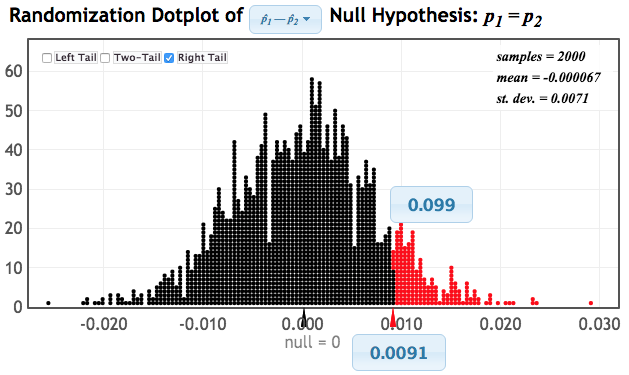 Randomization Dotplot of p̂₁ − p̂₂ Null Hypothesis: p₁ = p₂
Left Tail Two-Tail Right Tail
samples = 2000
mean = -0.000067
st. dev. = 0.0071
60
50
40
30
20
10
0
0.099
-0.020 -0.010 0.000 0.010 0.020 0.030
null = 0
0.0091